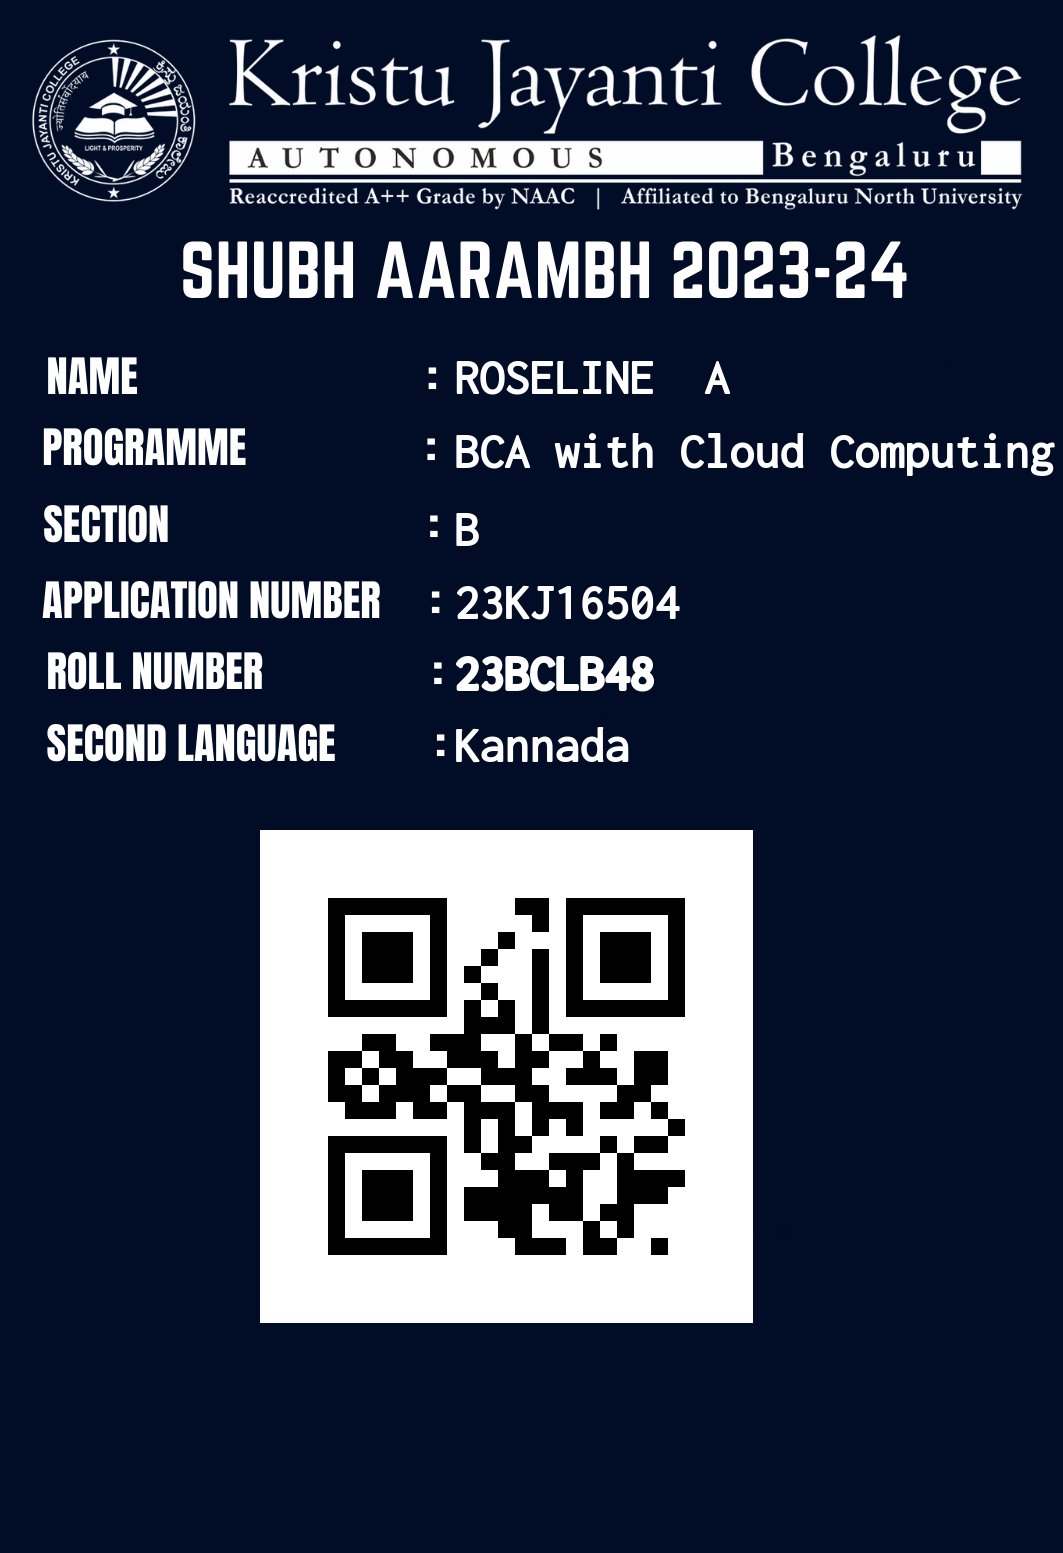 Kristu Jayanti College
AUTONOMOUS Bengaluru
Reaccredited A++ Grade by NAAC | Affiliated to Bengaluru North University
KRISTU JAYANTI COLLEGE
ಕ್ರಿಸ್ತು ಜಯಂತಿ ಕಾಲೇಜು
LIGHT & PROSPERITY
SHUBH AARAMBH 2023-24
NAME : ROSELINE A
PROGRAMME : BCA with Cloud Computing
SECTION : B
APPLICATION NUMBER : 23KJ16504
ROLL NUMBER : 23BCLB48
SECOND LANGUAGE : Kannada